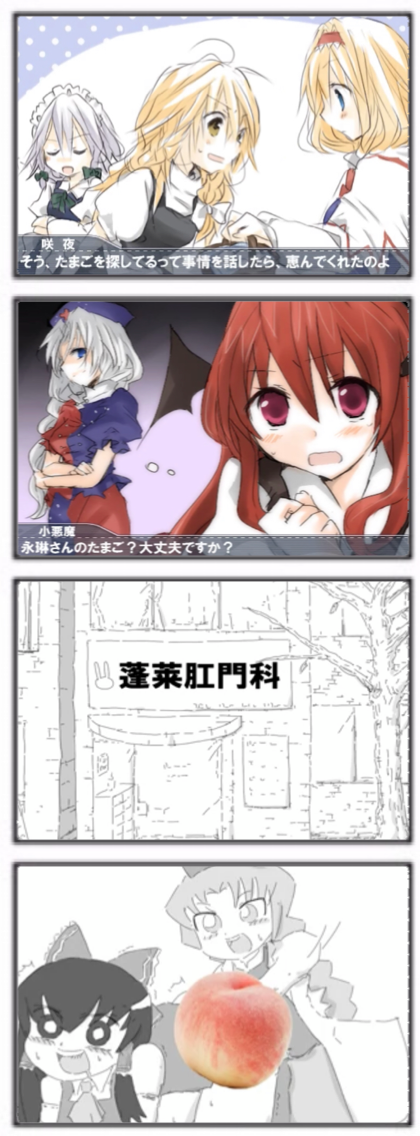 咲夜
そう、たまごを探してるって事情を話したら、恵んでくれたのよ
小悪魔
永琳さんのたまご？大丈夫ですか？
蓬莱肛門科